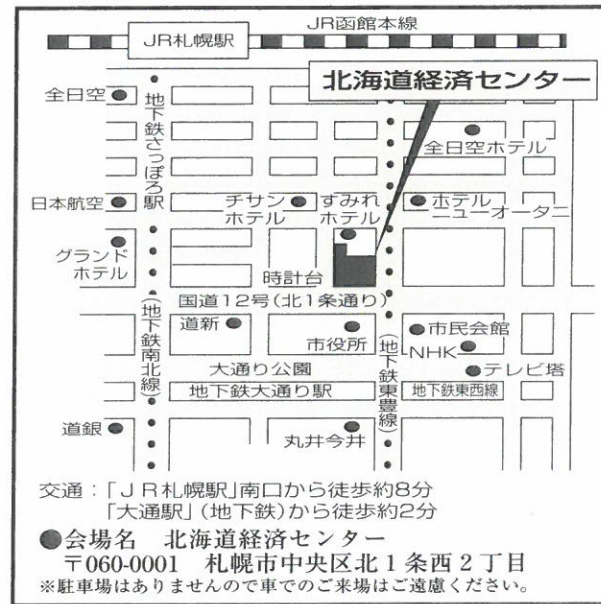 JR函館本線
JR札幌駅
北海道経済センター
全日空
地下鉄さっぽろ駅
全日空ホテル
日本航空
チサン
ホテル
すみれ
ホテル
ホテル
ニューオータニ
グランド
ホテル
時計台
国道12号(北1条通り)
(地下鉄南北線)
道新
市役所
(地下鉄東豊線)
市民会館
NHK
大通り公園
テレビ塔
地下鉄大通り駅
地下鉄東西線
道銀
丸井今井
交通:「JR札幌駅」南口から徒歩約8分
「大通駅」(地下鉄)から徒歩約2分
●会場名 北海道経済センター
〒060-0001 札幌市中央区北1条西2丁目
※駐車場はありませんので車でのご来場はご遠慮ください。